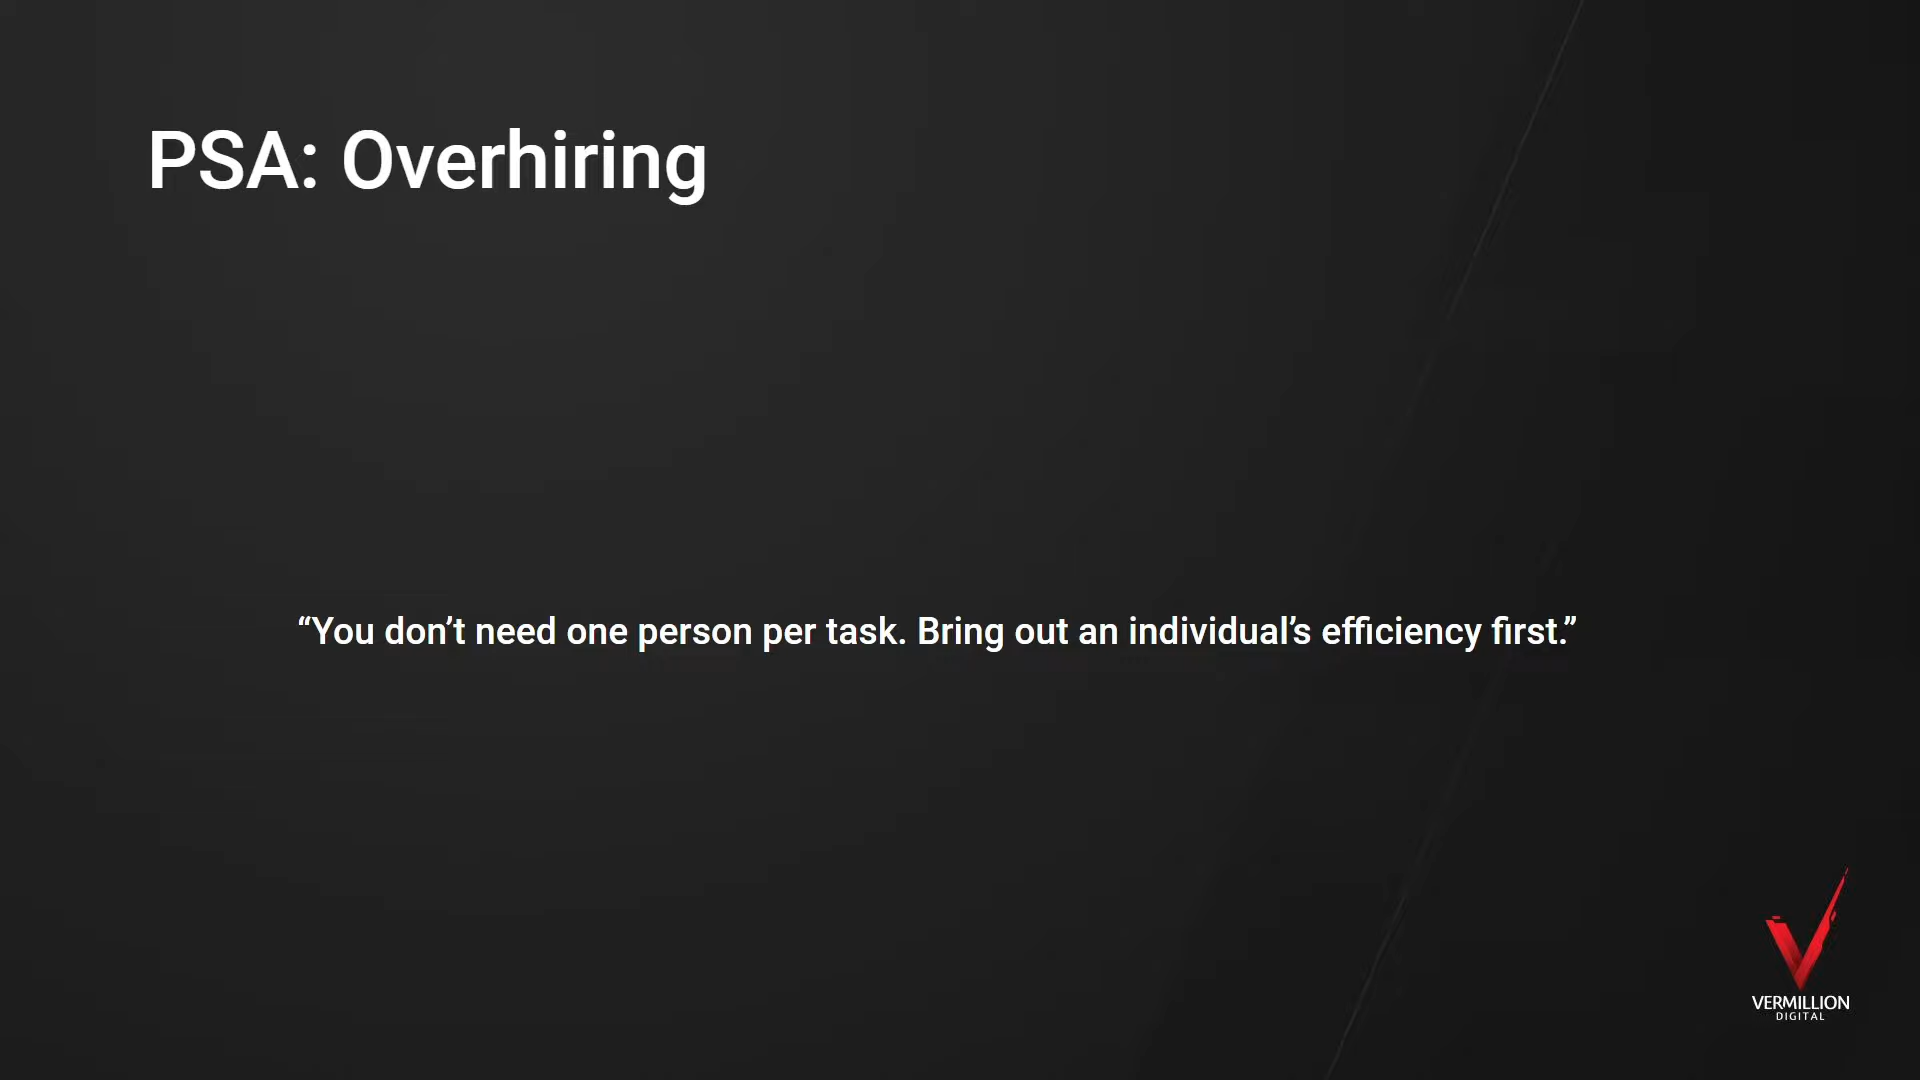 PSA: Overhiring
“You don’t need one person per task. Bring out an individual’s efficiency first.”
VERMILLION
DIGITAL